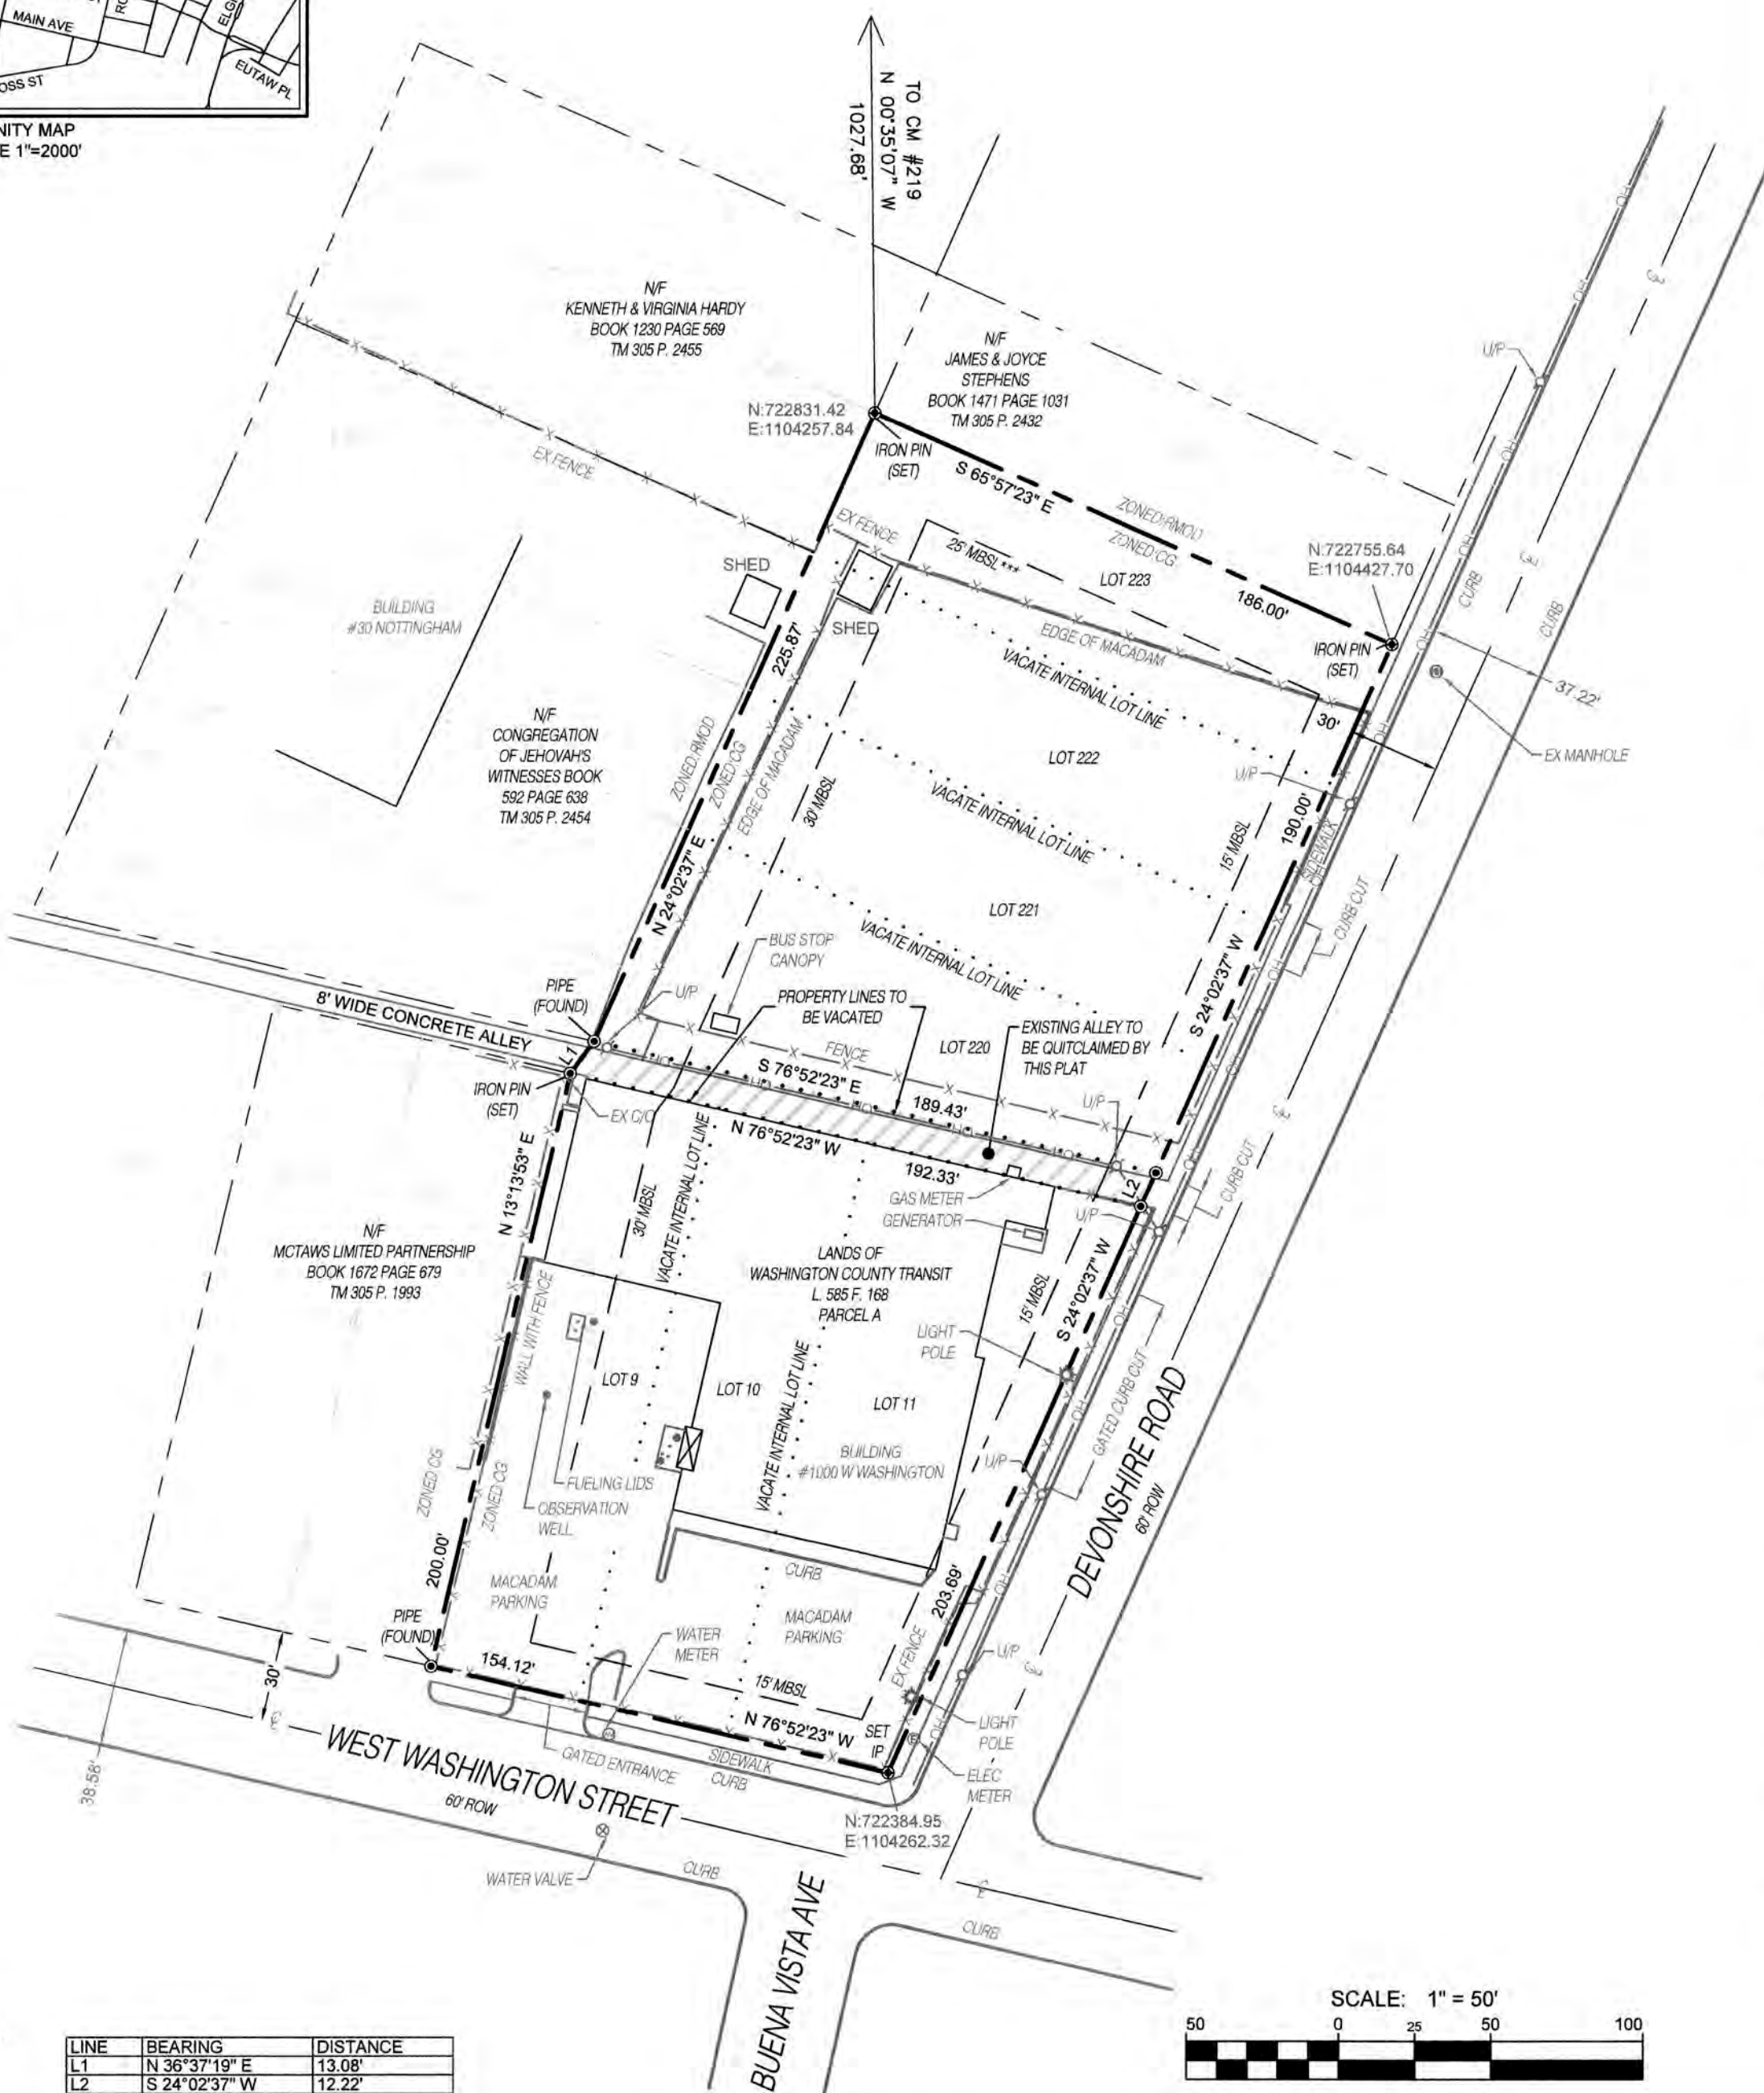 MAIN AVE
OSS ST
EUTAW PL
NITY MAP
E 1"=2000'
TO CM #219
N 00°35'07" W
1027.68'
N/F
KENNETH & VIRGINIA HARDY
BOOK 1230 PAGE 569
TM 305 P. 2455
N/F
JAMES & JOYCE
STEPHENS
BOOK 1471 PAGE 1031
TM 305 P. 2432
U/P
N:722831.42
E:1104257.84
IRON PIN
(SET)
S 65°57'23" E
186.00'
ZONED:RMOD
ZONED:CG
EX FENCE
EX FENCE
25' MBSL ***
LOT 223
N:722755.64
E:1104427.70
IRON PIN
(SET)
CURB
CURB
37.22'
EX MANHOLE
SHED
SHED
BUILDING
#30 NOTTINGHAM
225.87'
EDGE OF MACADAM
VACATE INTERNAL LOT LINE
30'
LOT 222
U/P
N/F
CONGREGATION
OF JEHOVAH'S
WITNESSES BOOK
592 PAGE 638
TM 305 P. 2454
ZONED:RMOD
ZONED:CG
EDGE OF MACADAM
30' MBSL
VACATE INTERNAL LOT LINE
15' MBSL
190.00'
SIDEWALK
CURB CUT
N 24°02'37" E
LOT 221
VACATE INTERNAL LOT LINE
S 24°02'37" W
BUS STOP
CANOPY
PIPE
(FOUND)
U/P
PROPERTY LINES TO
BE VACATED
8' WIDE CONCRETE ALLEY
L1
FENCE
LOT 220
EXISTING ALLEY TO
BE QUITCLAIMED BY
THIS PLAT
S 76°52'23" E
189.43'
U/P
IRON PIN
(SET)
EX C/O
N 76°52'23" W
192.33'
L2
CURB CUT
GAS METER
GENERATOR
U/P
N 13°13'53" E
30' MBSL
VACATE INTERNAL LOT LINE
N/F
MCTAWS LIMITED PARTNERSHIP
BOOK 1672 PAGE 679
TM 305 P. 1993
LANDS OF
WASHINGTON COUNTY TRANSIT
L. 585 F. 168
PARCEL A
15' MBSL
S 24°02'37" W
WALL WITH FENCE
LIGHT
POLE
GATED CURB CUT
LOT 9
LOT 10
LOT 11
VACATE INTERNAL LOT LINE
BUILDING
#1000 W WASHINGTON
U/P
DEVONSHIRE ROAD
60' ROW
ZONED CG
ZONED CG
FUELING LIDS
OBSERVATION
WELL
200.00'
MACADAM
PARKING
CURB
MACADAM
PARKING
203.69'
PIPE
(FOUND)
WATER
METER
EX FENCE
U/P
154.12'
30'
15' MBSL
N 76°52'23" W
SET
IP
LIGHT
POLE
GATED ENTRANCE
SIDEWALK
CURB
ELEC
METER
38.58'
WEST WASHINGTON STREET
60' ROW
N:722384.95
E:1104262.32
WATER VALVE
CURB
CURB
BUENA VISTA AVE
SCALE: 1" = 50'
50 0 25 50 100
LINE BEARING DISTANCE
L1 N 36°37'19" E 13.08'
L2 S 24°02'37" W 12.22'